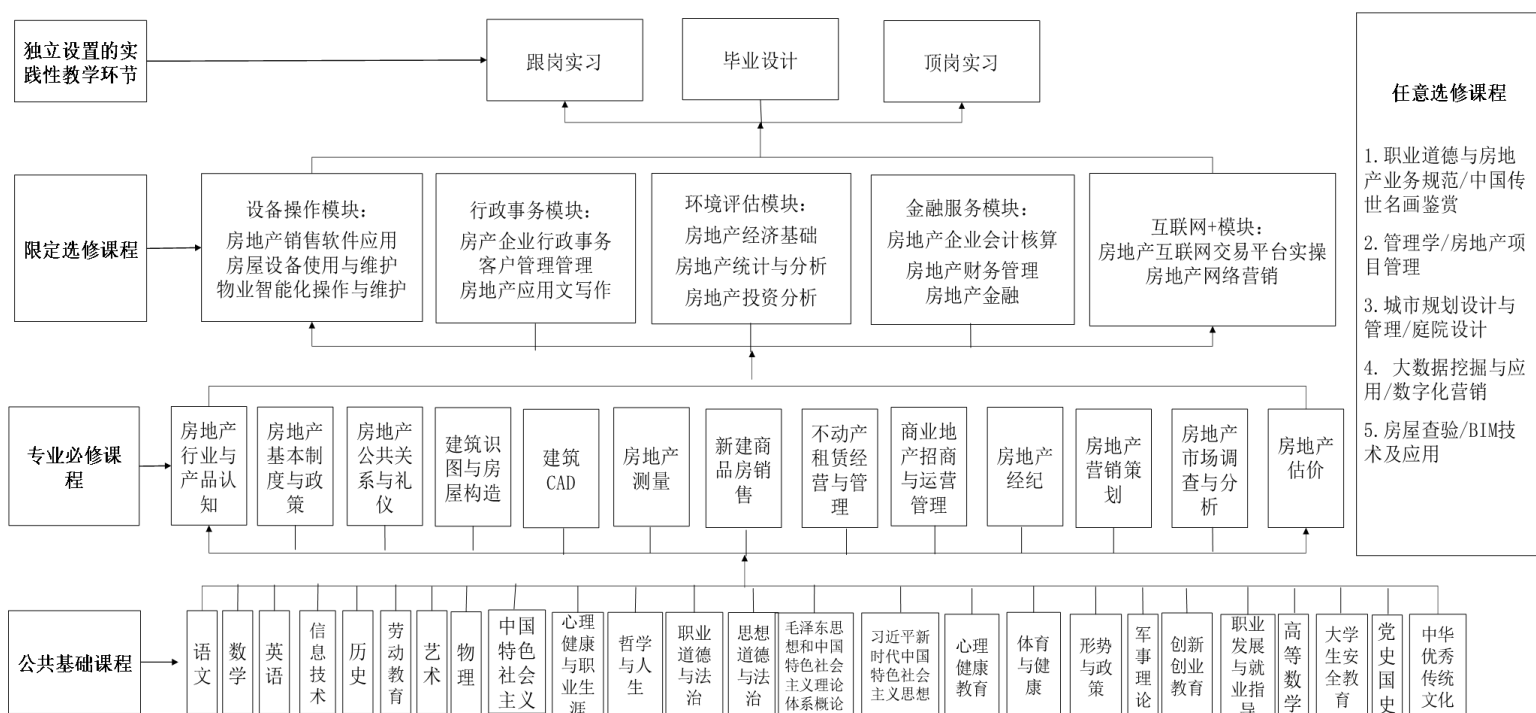 独立设置的实
践性教学环节
跟岗实习
毕业设计
顶岗实习
限定选修课程
设备操作模块：
房地产销售软件应用
房屋设备使用与维护
物业智能化操作与维护
行政事务模块：
房产企业行政事务
客户管理管理
房地产应用文写作
环境评估模块：
房地产经济基础
房地产统计与分析
房地产投资分析
金融服务模块：
房地产企业会计核算
房地产财务管理
房地产金融
互联网+模块：
房地产互联网交易平台实操
房地产网络营销
专业必修课
程
房地产
行业与
产品认
知
房地产
基本制
度与政
策
房地产
公共关
系与礼
仪
建筑识
图与房
屋构造
建筑
CAD
房地产
测量
新建商
品房销
售
不动产
租赁经
营与管
理
商业地
产招商
与运营
管理
房地产
经纪
房地产
营销策
划
房地产
市场调
查与分
析
房地产
估价
公共基础课程
语
文
数
学
英
语
信
息
技
术
历
史
劳
动
教
育
艺
术
物
理
中国
特色
社会
主义
心理
健康
与职
业生
涯
哲学
与人
生
职业
道德
与法
治
思想
道德
与法
治
毛泽东思
想和中国
特色社会
主义理论
体系概论
习近平新
时代中国
特色社会
主义思想
心理
健康
教育
体育
与健
康
形势
与政
策
军
事
理
论
创新
创业
教育
职业
发展
与就
业指
导
高
等
数
学
大学
生安
全教
育
党
史
国
史
中华
优秀
传统
文化
任意选修课程
1.职业道德与房地
产业务规范/中国传
世名画鉴赏
2.管理学/房地产项
目管理
3.城市规划设计与
管理/庭院设计
4. 大数据挖掘与应
用/数字化营销
5.房屋查验/BIM技
术及应用